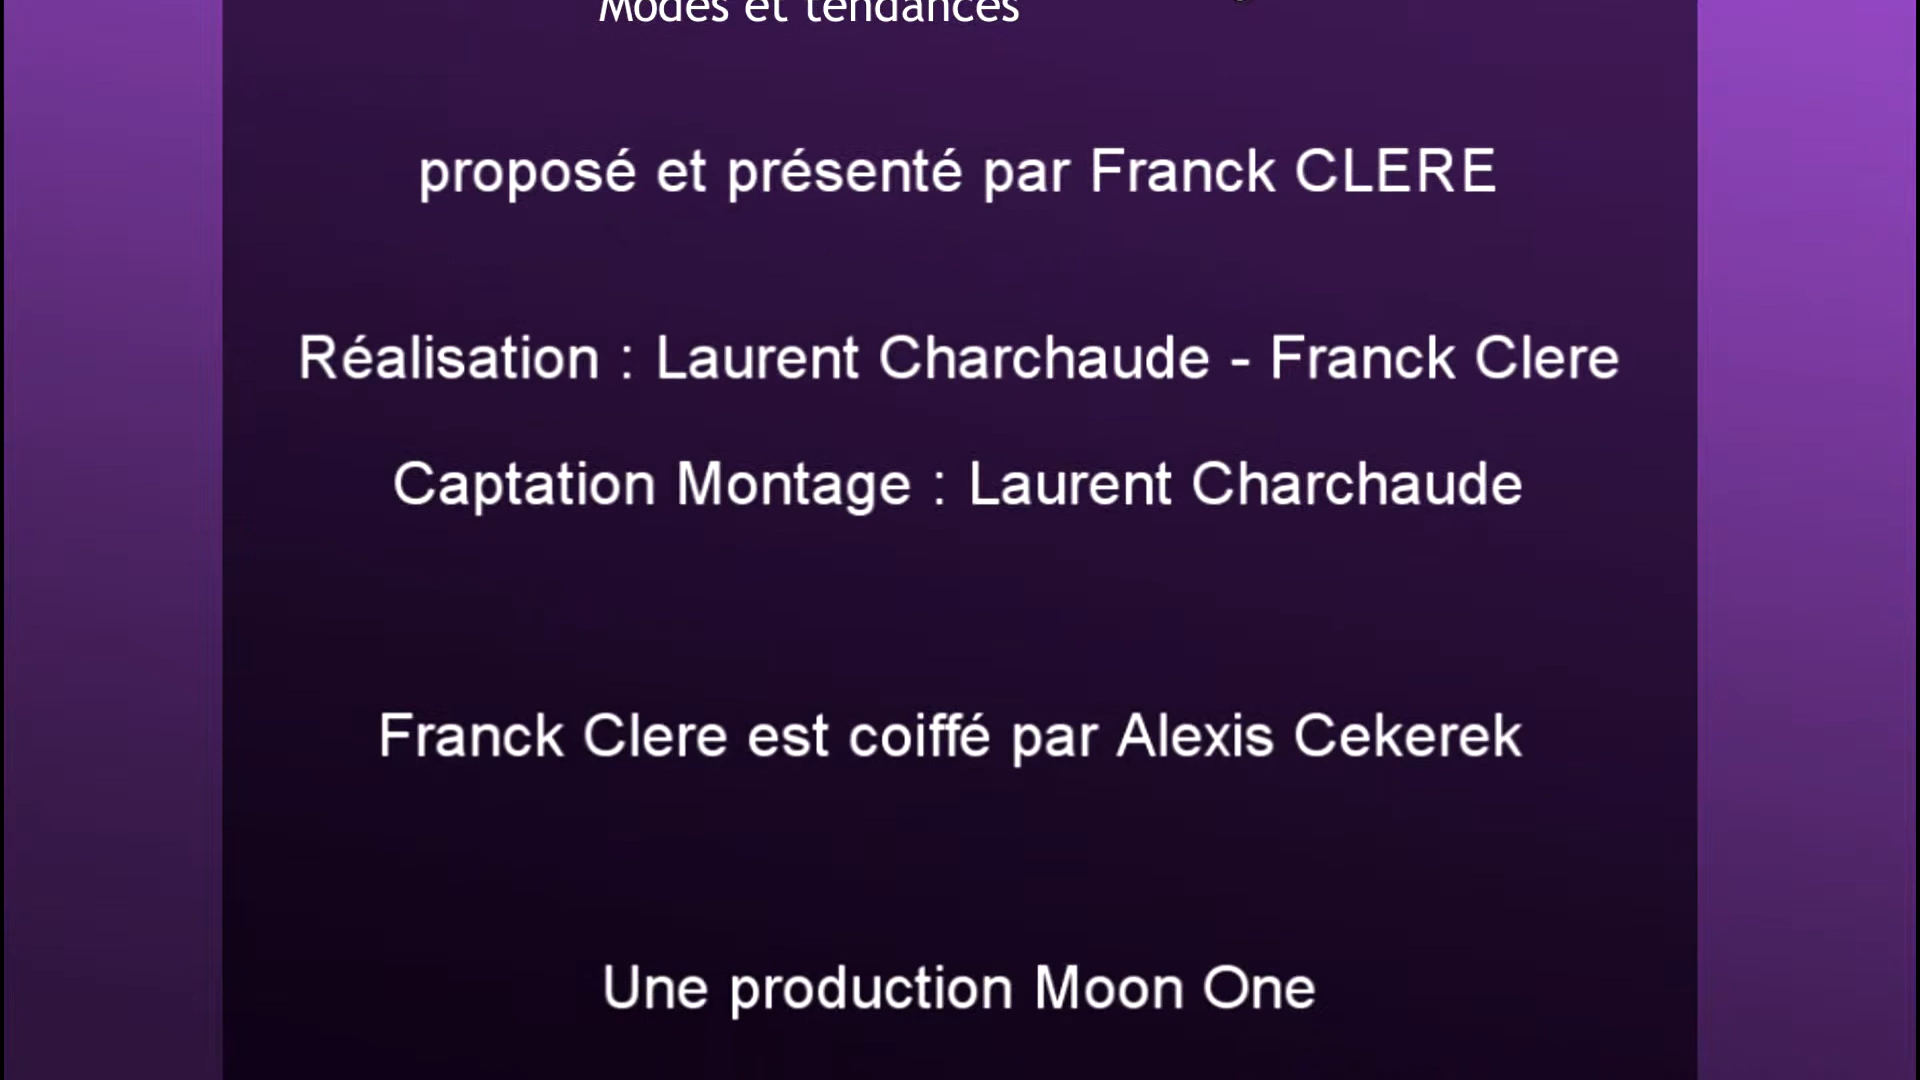 Modes et tendances
proposé et présenté par Franck CLERE
Réalisation : Laurent Charchaude - Franck Clere
Captation Montage : Laurent Charchaude
Franck Clere est coiffé par Alexis Cekerek
Une production Moon One